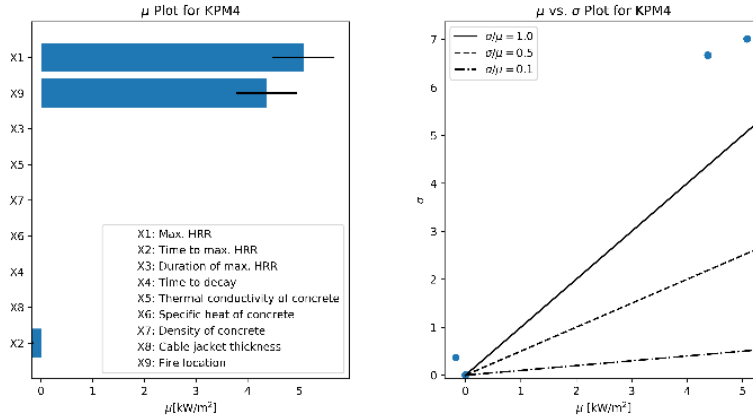 μ Plot for KPM4
X1
X9
X3
X5
X7
X6
X4
X8
X2
X1: Max. HRR
X2: Time to max. HRR
X3: Duration of max. HRR
X4: Time to decay
X5: Thermal conductivity of concrete
X6: Specific heat of concrete
X7: Density of concrete
X8: Cable jacket thickness
X9: Fire location
0 1 2 3 4 5
μ[kW/m²]
μ vs. σ Plot for KPM4
σ/μ = 1.0
σ/μ = 0.5
σ/μ = 0.1
7
6
5
4
3
2
1
0
σ
0 1 2 3 4 5
μ [kW/m²]